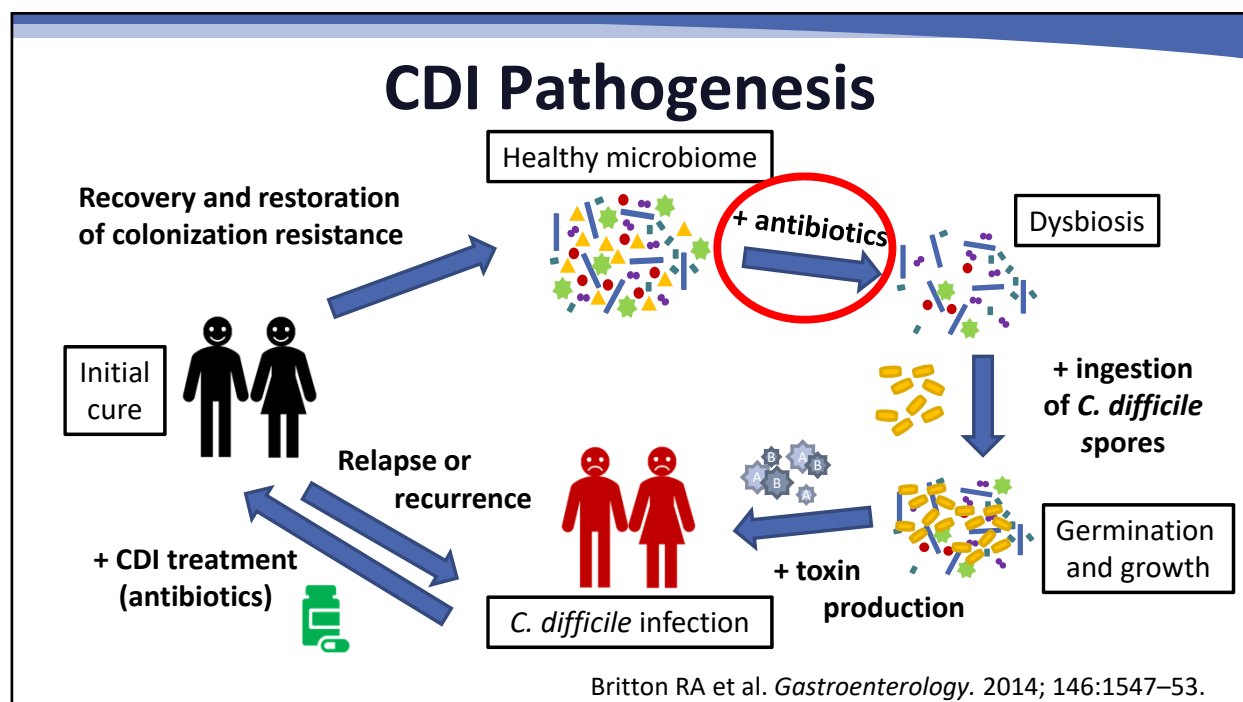 CDI Pathogenesis
Healthy microbiome
Recovery and restoration
of colonization resistance
+ antibiotics
Dysbiosis
Initial
cure
+ ingestion
of C. difficile
spores
Relapse or
recurrence
B
A
B
A
B
A
+ CDI treatment
(antibiotics)
+ toxin
production
Germination
and growth
C. difficile infection
Britton RA et al. Gastroenterology. 2014; 146:1547–53.